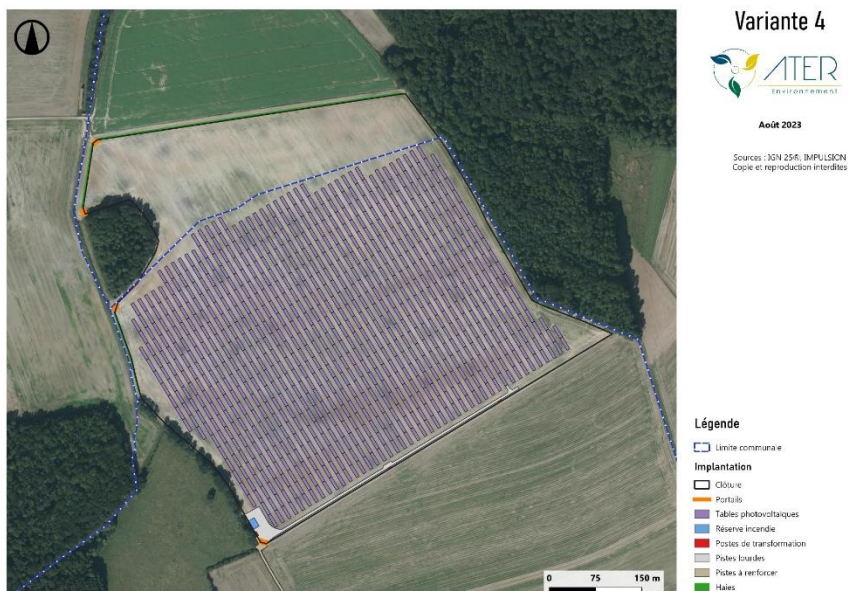 Variante 4
ATER
Environnement
Août 2023
Sources : IGN 25®, IMPULSION
Copie et reproduction interdites
Légende
Limite communale
Implantation
Clôture
Portails
Tables photovoltaïques
Réserve incendie
Postes de transformation
Pistes lourdes
Pistes à renforcer
Haies
0 75 150 m